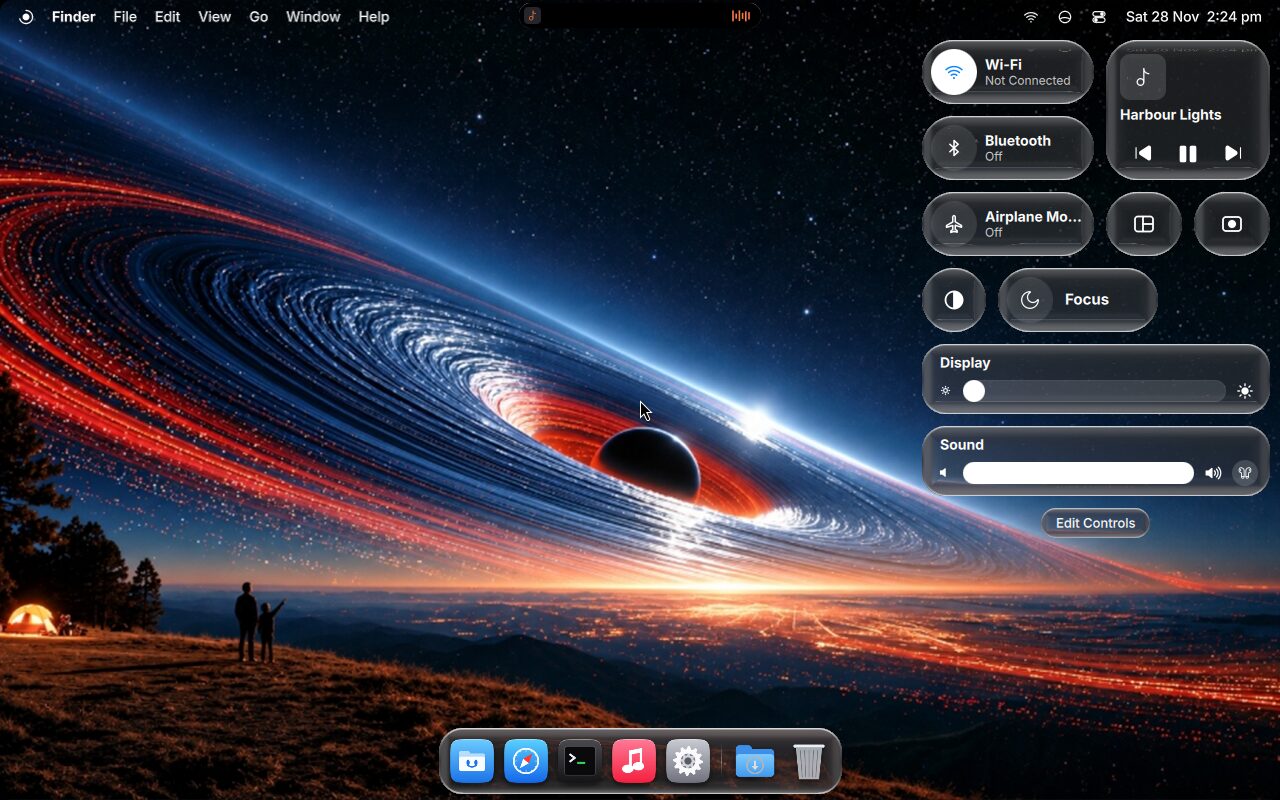 Finder File Edit View Go Window Help
Sat 28 Nov 2:24 pm
Wi-Fi
Not Connected
Harbour Lights
Bluetooth
Off
Airplane Mo...
Off
Focus
Display
Sound
Edit Controls